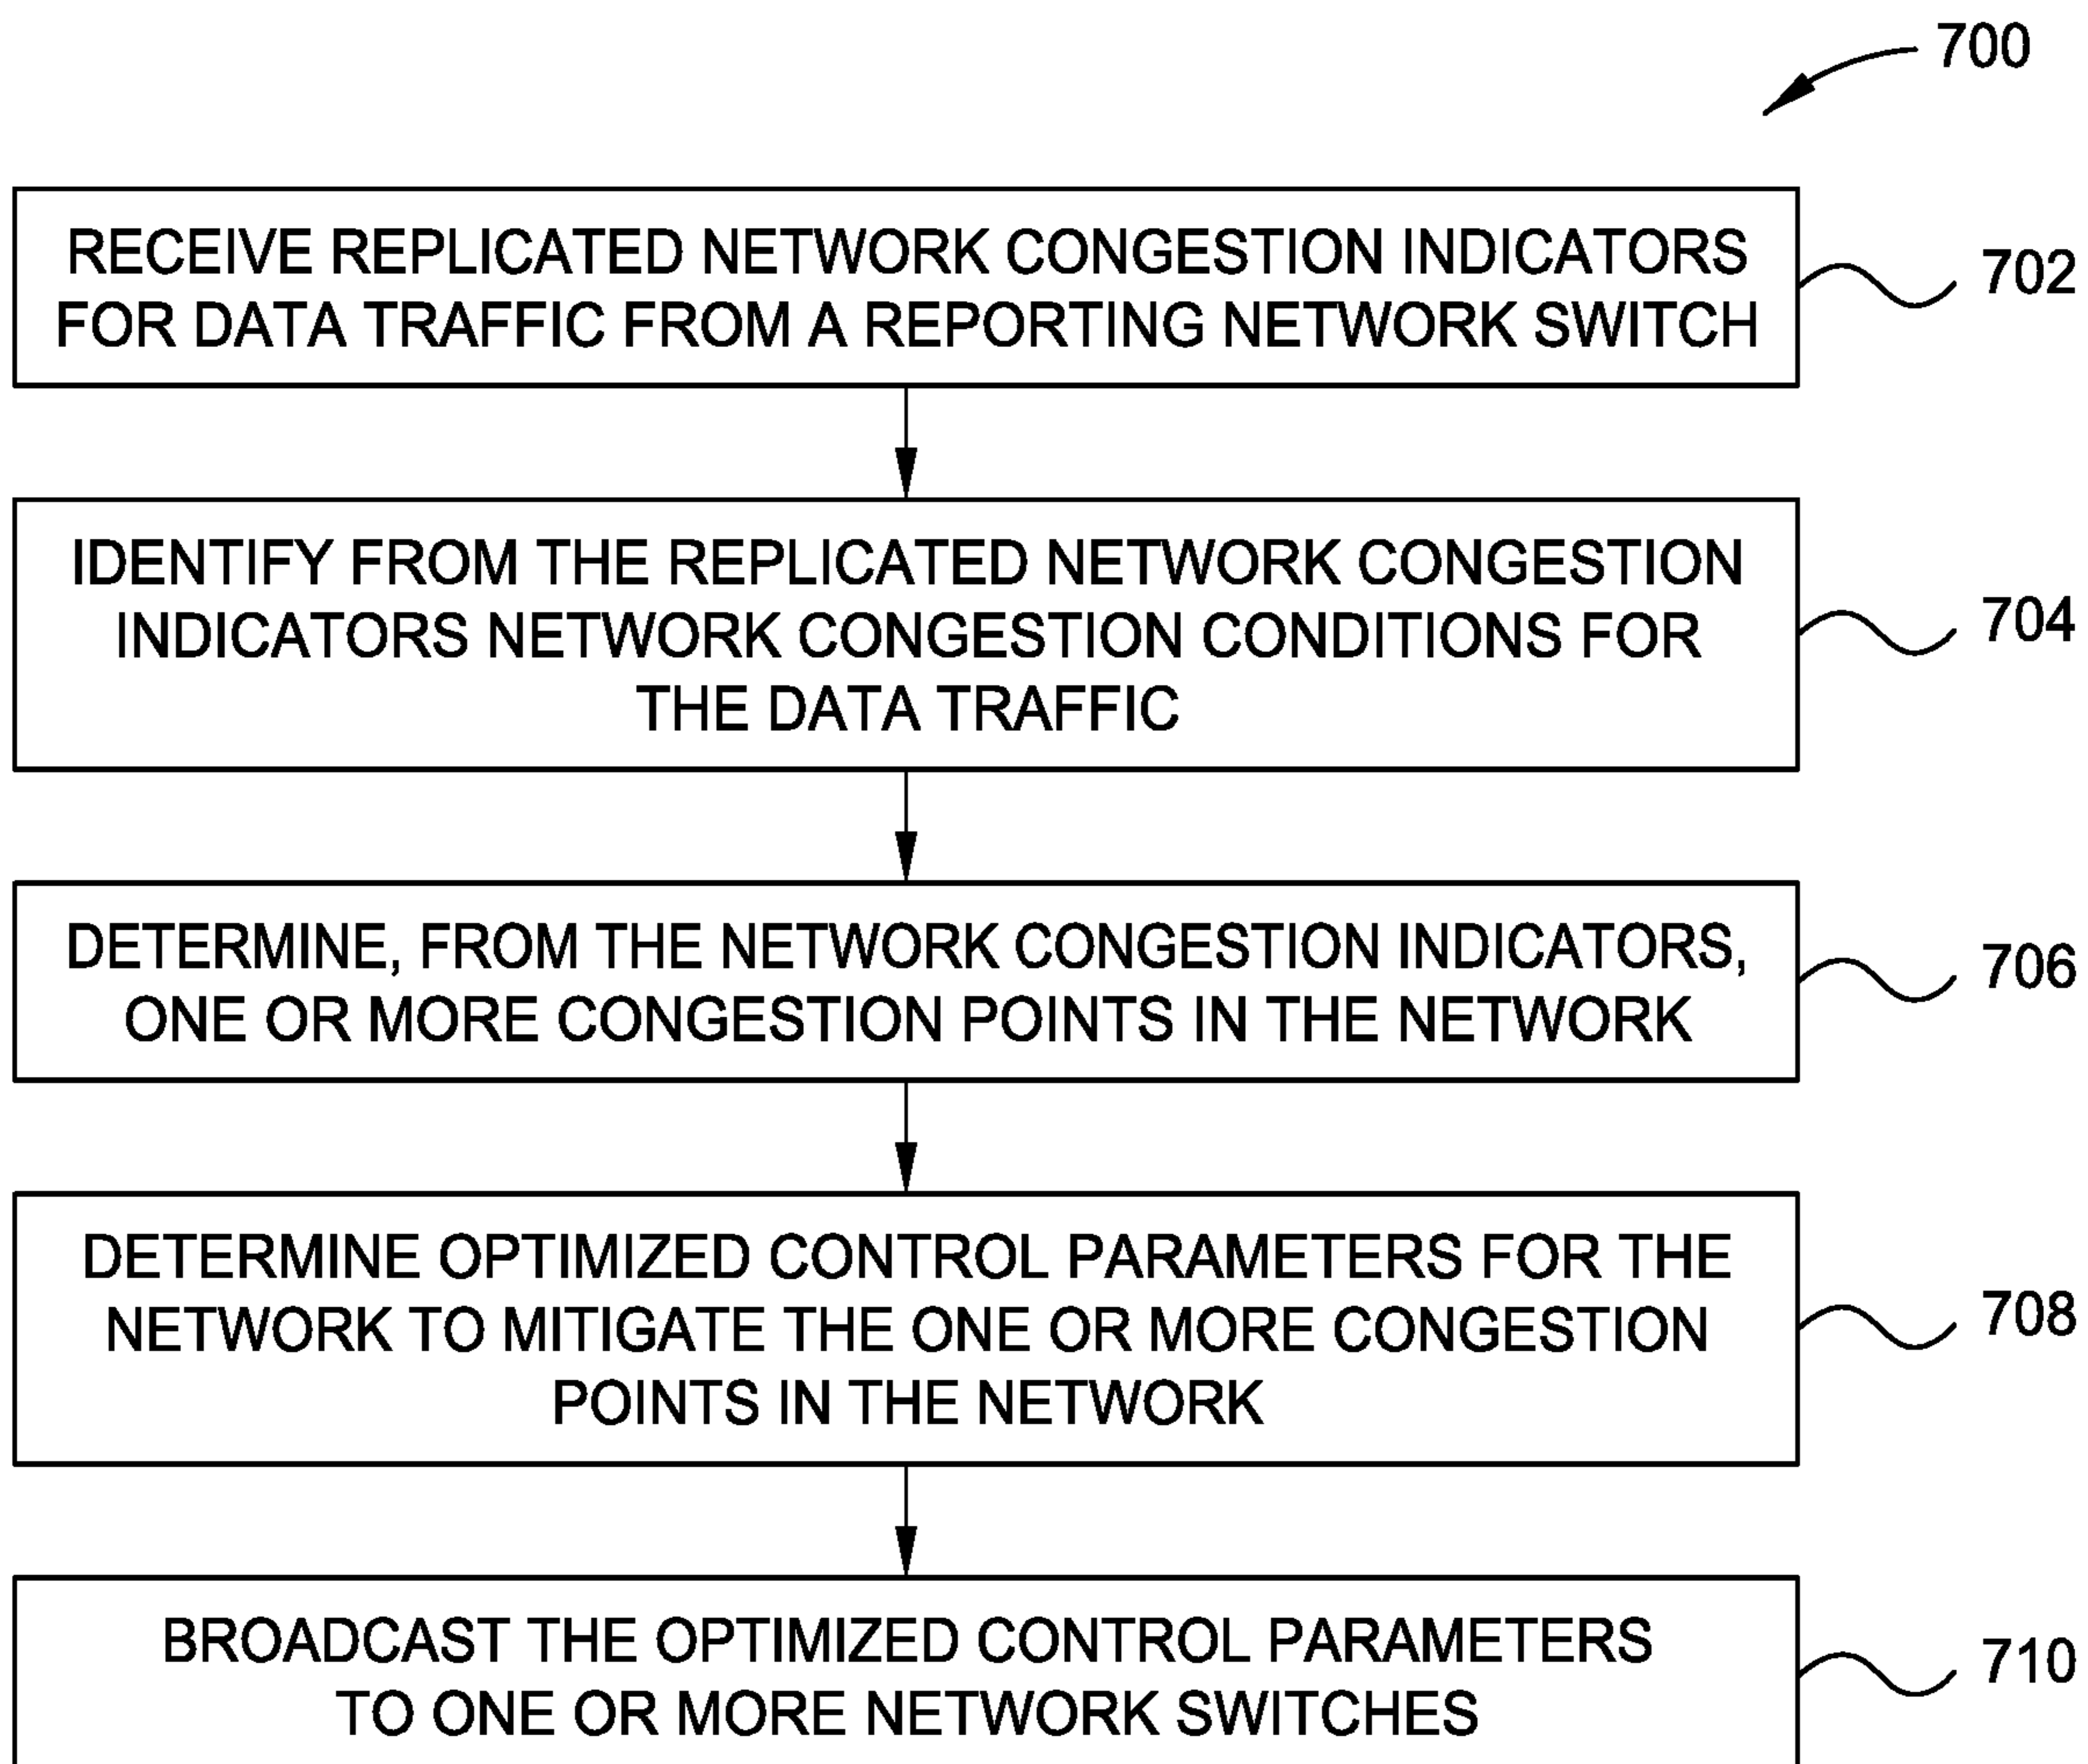 700
RECEIVE REPLICATED NETWORK CONGESTION INDICATORS
FOR DATA TRAFFIC FROM A REPORTING NETWORK SWITCH
702
IDENTIFY FROM THE REPLICATED NETWORK CONGESTION
INDICATORS NETWORK CONGESTION CONDITIONS FOR
THE DATA TRAFFIC
704
DETERMINE, FROM THE NETWORK CONGESTION INDICATORS,
ONE OR MORE CONGESTION POINTS IN THE NETWORK
706
DETERMINE OPTIMIZED CONTROL PARAMETERS FOR THE
NETWORK TO MITIGATE THE ONE OR MORE CONGESTION
POINTS IN THE NETWORK
708
BROADCAST THE OPTIMIZED CONTROL PARAMETERS
TO ONE OR MORE NETWORK SWITCHES
710